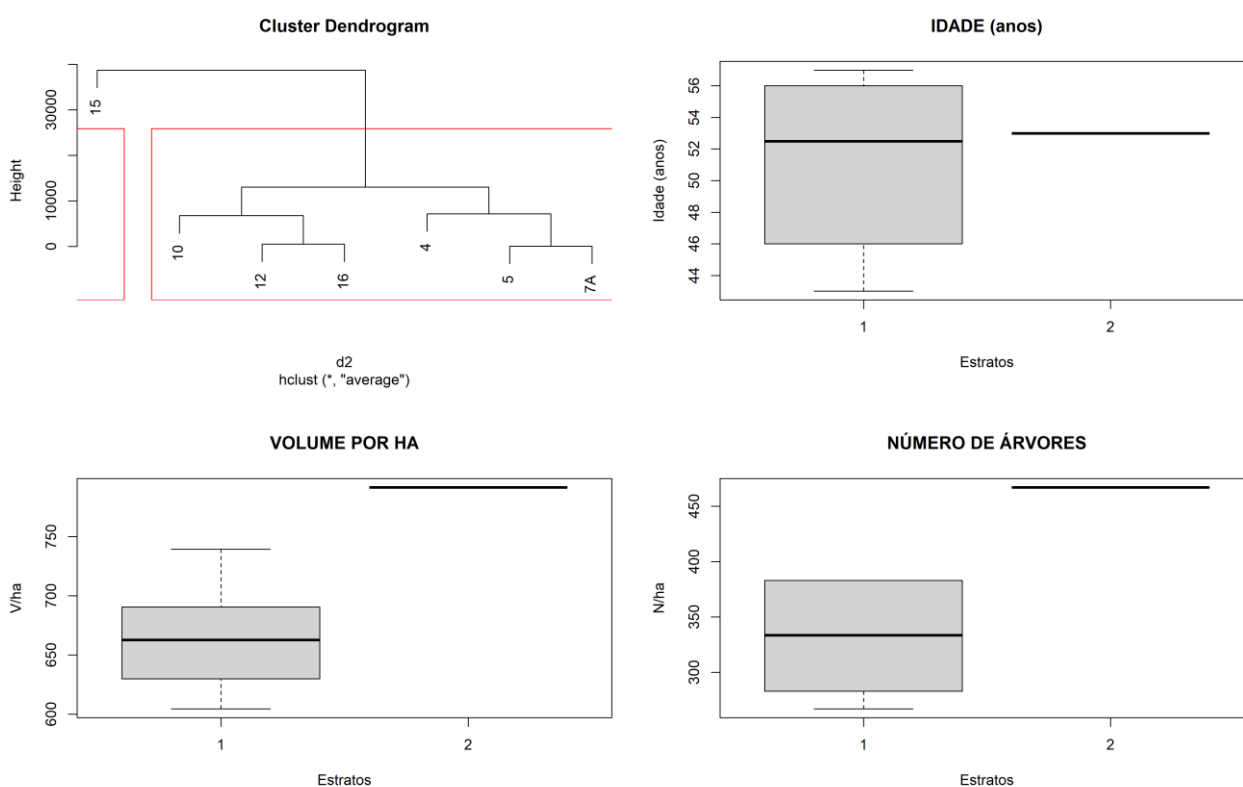 Cluster Dendrogram
Height
30000
10000
0
15
10
12
16
4
5
7A
d2
hclust (*, "average")
IDADE (anos)
Idade (anos)
56
54
52
50
48
46
44
1
2
Estratos
VOLUME POR HA
V/ha
750
700
650
600
1
2
Estratos
NÚMERO DE ÁRVORES
N/ha
450
400
350
300
1
2
Estratos